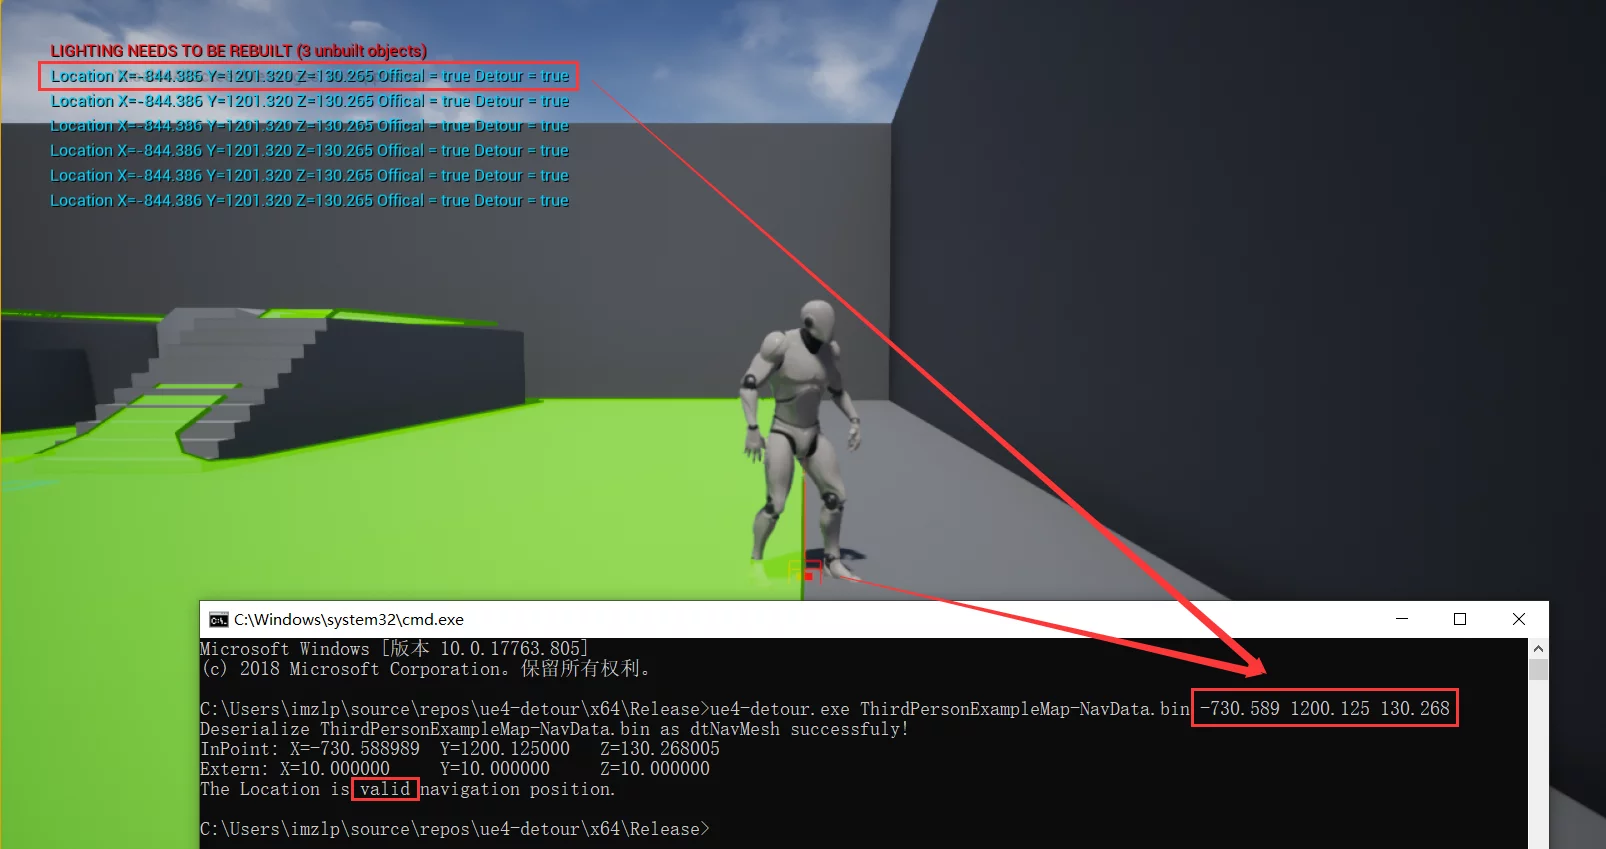 LIGHTING NEEDS TO BE REBUILT (3 unbuilt objects)
Location X=-844.386 Y=1201.320 Z=130.265 Offical = true Detour = true
Location X=-844.386 Y=1201.320 Z=130.265 Offical = true Detour = true
Location X=-844.386 Y=1201.320 Z=130.265 Offical = true Detour = true
Location X=-844.386 Y=1201.320 Z=130.265 Offical = true Detour = true
Location X=-844.386 Y=1201.320 Z=130.265 Offical = true Detour = true
Location X=-844.386 Y=1201.320 Z=130.265 Offical = true Detour = true
C:\Windows\system32\cmd.exe
Microsoft Windows [版本 10.0.17763.805]
(c) 2018 Microsoft Corporation。保留所有权利。
C:\Users\imzlp\source\repos\ue4-detour\x64\Release>ue4-detour.exe ThirdPersonExampleMap-NavData.bin -730.589 1200.125 130.268
Deserialize ThirdPersonExampleMap-NavData.bin as dtNavMesh successfuly!
InPoint: X=-730.588989 Y=1200.125000 Z=130.268005
Extern: X=10.000000 Y=10.000000 Z=10.000000
The Location is valid navigation position.
C:\Users\imzlp\source\repos\ue4-detour\x64\Release>